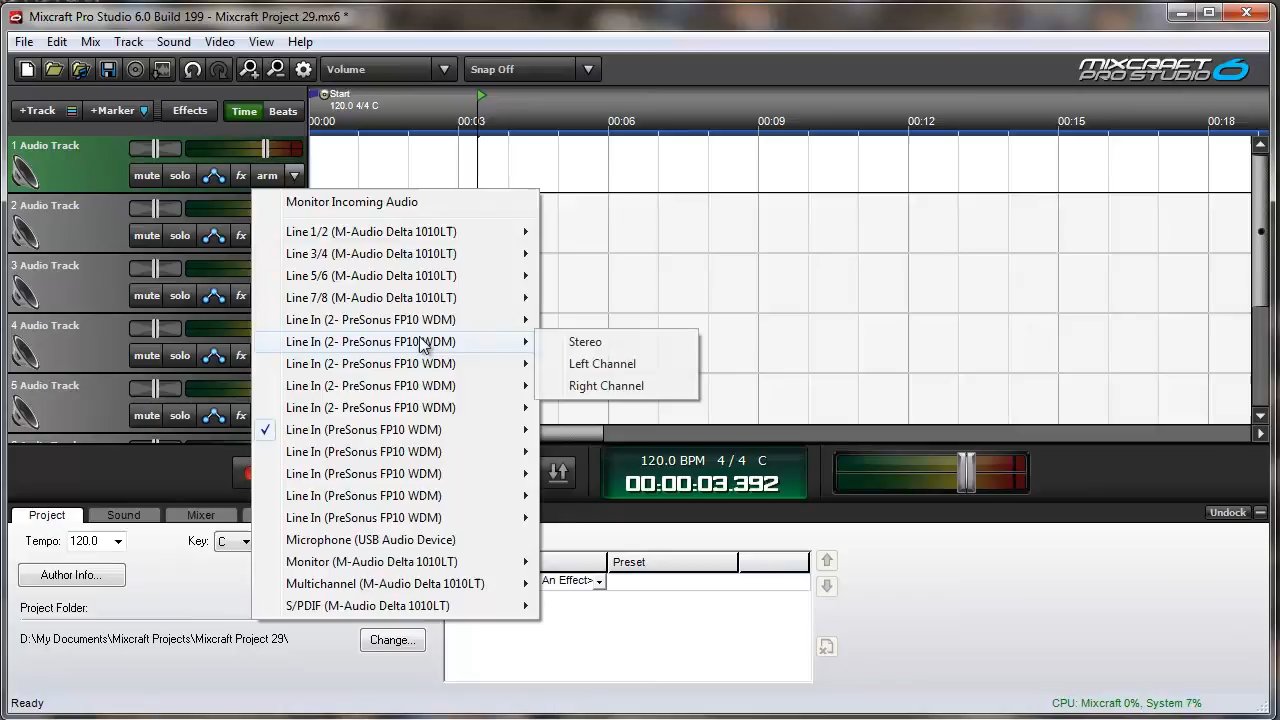 Mixcraft Pro Studio 6.0 Build 199 - Mixcraft Project 29.mx6 *
File Edit Mix Track Sound Video View Help
Volume Snap Off MIXCRAFT PRO STUDIO 6
+Track +Marker Effects Time Beats
Start
120.0 4/4 C
00:00 00:03 00:06 00:09 00:12 00:15 00:18
1 Audio Track
mute solo fx arm
2 Audio Track
mute solo fx
3 Audio Track
mute solo fx
4 Audio Track
mute solo fx
5 Audio Track
mute solo fx
Monitor Incoming Audio
Line 1/2 (M-Audio Delta 1010LT)
Line 3/4 (M-Audio Delta 1010LT)
Line 5/6 (M-Audio Delta 1010LT)
Line 7/8 (M-Audio Delta 1010LT)
Line In (2- PreSonus FP10 WDM)
Line In (2- PreSonus FP10 WDM)
Line In (2- PreSonus FP10 WDM)
Line In (2- PreSonus FP10 WDM)
Line In (2- PreSonus FP10 WDM)
Line In (PreSonus FP10 WDM)
Line In (PreSonus FP10 WDM)
Line In (PreSonus FP10 WDM)
Line In (PreSonus FP10 WDM)
Line In (PreSonus FP10 WDM)
Microphone (USB Audio Device)
Monitor (M-Audio Delta 1010LT)
Multichannel (M-Audio Delta 1010LT)
S/PDIF (M-Audio Delta 1010LT)
Stereo
Left Channel
Right Channel
120.0 BPM 4 / 4 C
00:00:03.392
Project Sound Mixer
Undock
Tempo: 120.0 Key: C
Author Info...
Project Folder:
D:\My Documents\Mixcraft Projects\Mixcraft Project 29\
Change...
Preset
An Effect>
Ready
CPU: Mixcraft 0%, System 7%